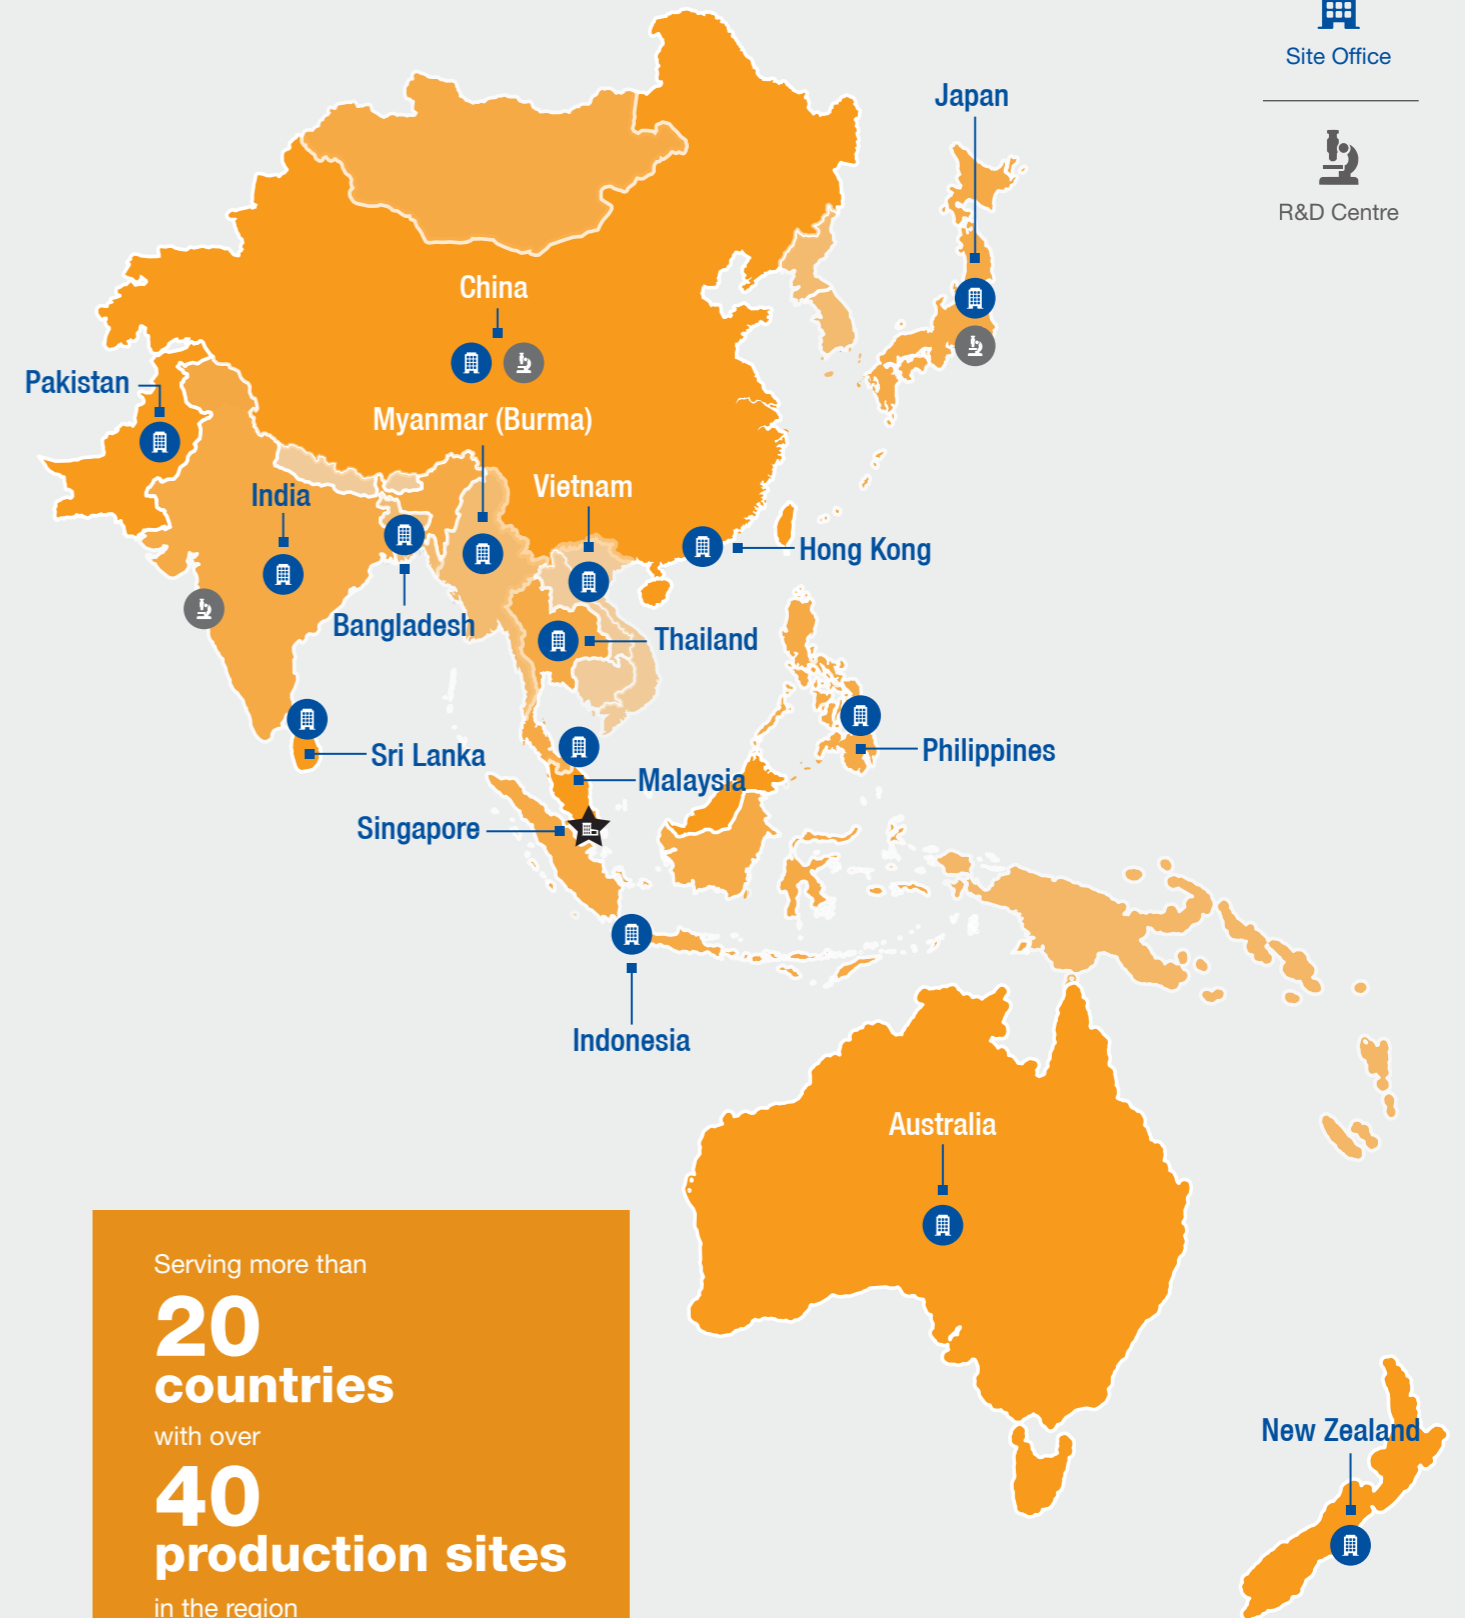 Site Office
R&D Centre
Japan
China
Pakistan
Myanmar (Burma)
Vietnam
India
Hong Kong
Bangladesh
Thailand
Sri Lanka
Philippines
Malaysia
Singapore
Indonesia
Australia
New Zealand
Serving more than
20
countries
with over
40
production sites
in the region